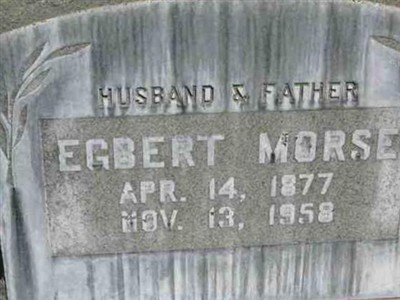 HUSBAND & FATHER
EGBERT MORSE
APR. 14, 1877
NOV. 13, 1958